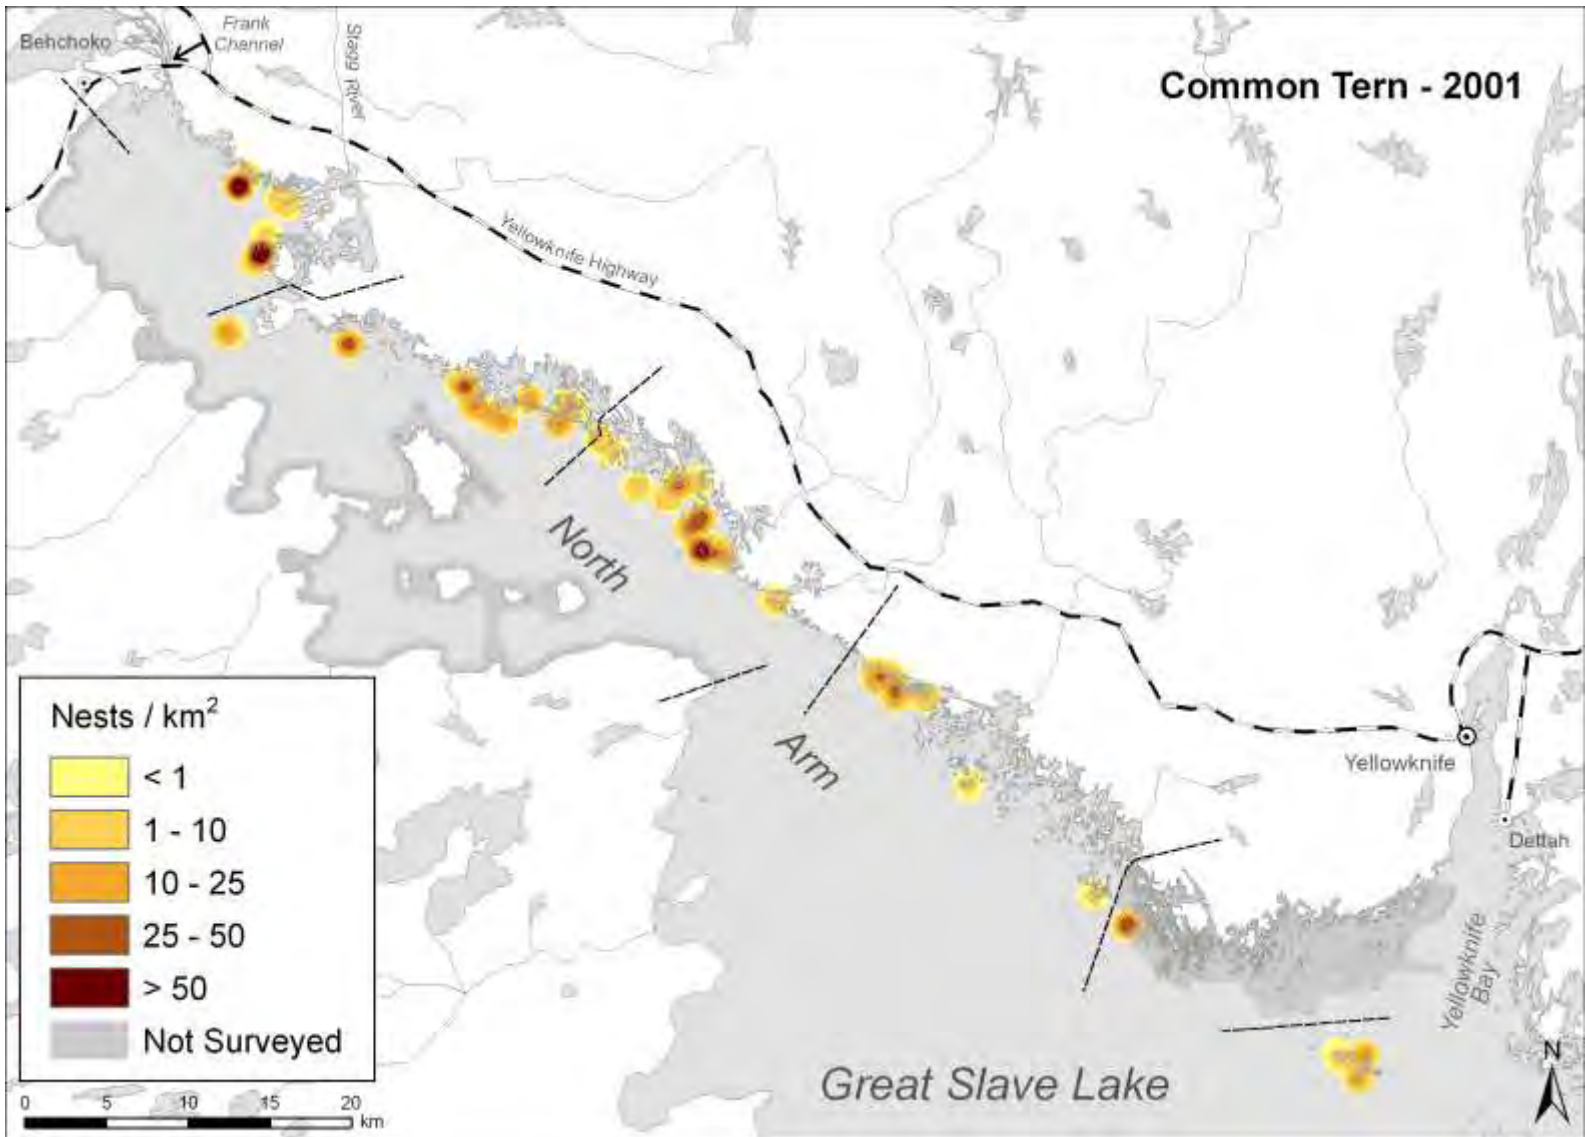 Behchoko
Frank
Channel
Stagg River
Common Tern - 2001
Yellowknife Highway
North
Arm
Nests / km²
< 1
1 - 10
10 - 25
25 - 50
> 50
Not Surveyed
Yellowknife
Dettah
Yellowknife
Bay
Great Slave Lake
N
0 5 10 15 20
km